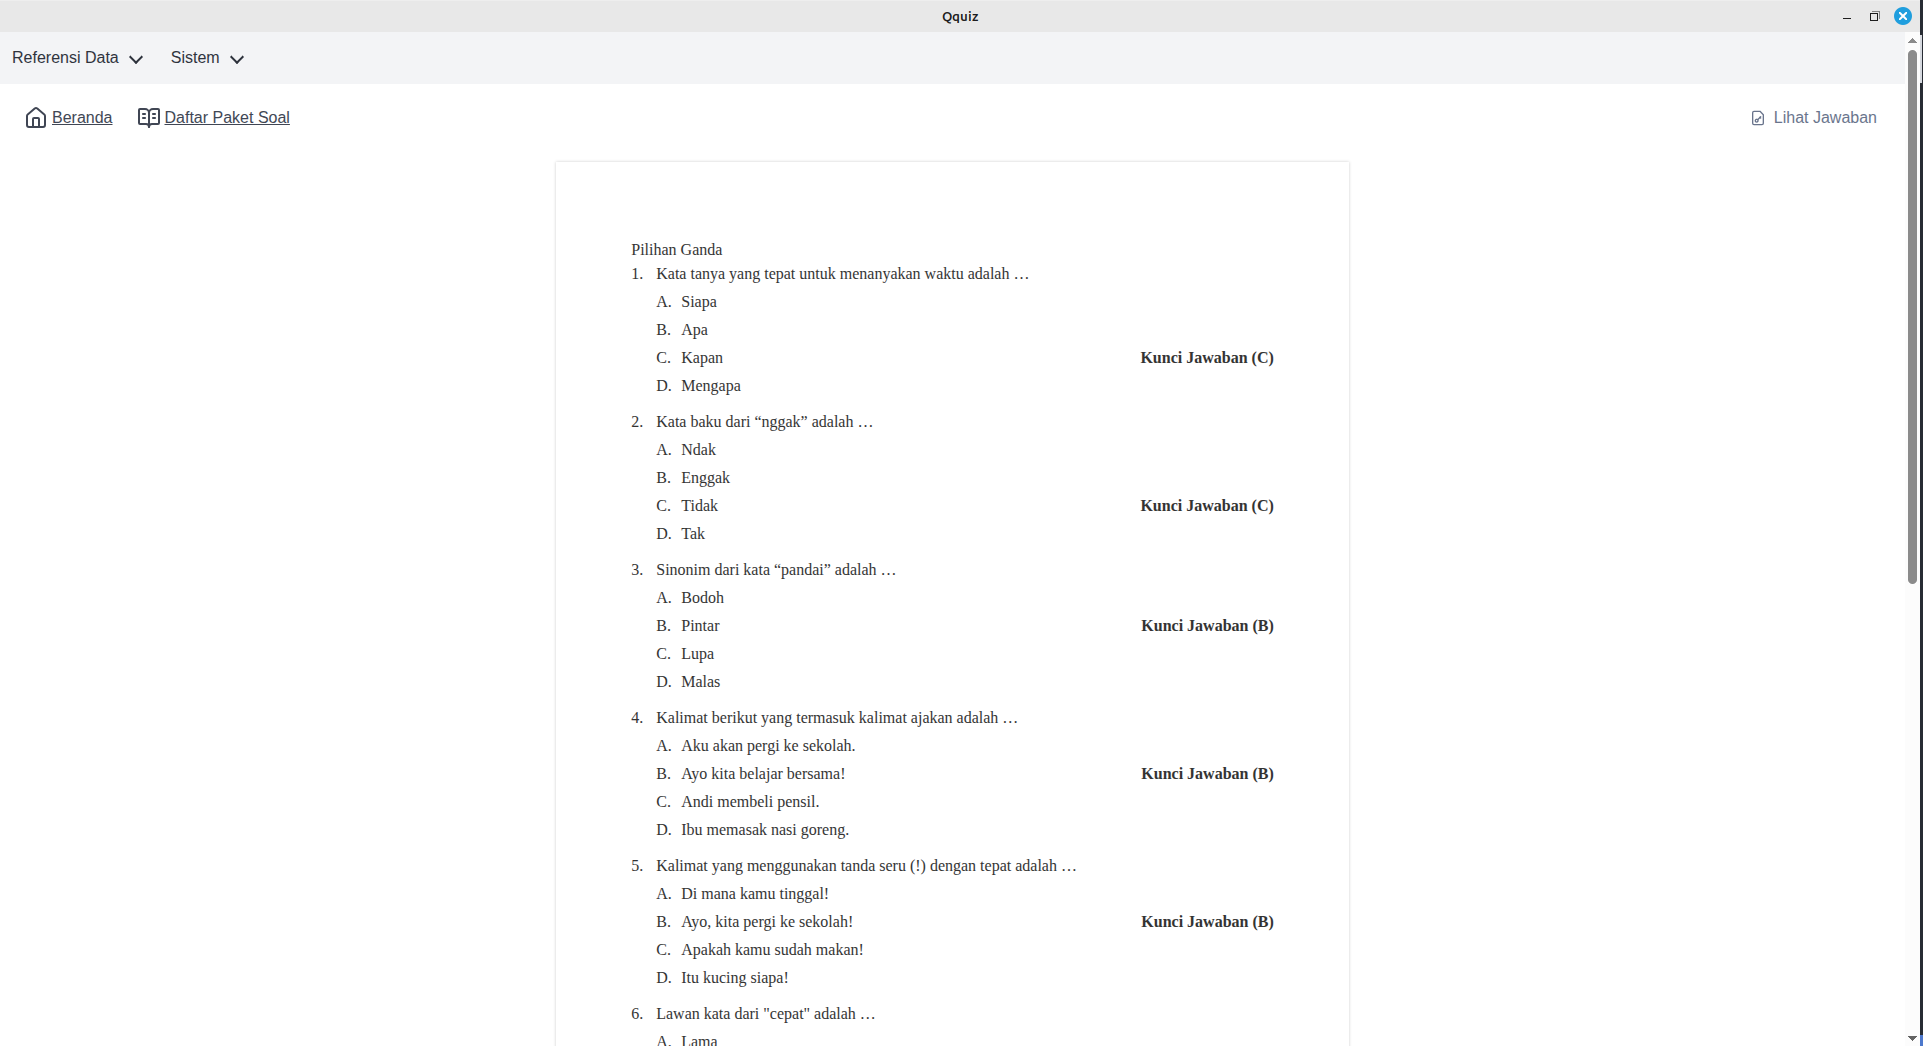 Qquiz
Referensi Data Sistem
Beranda Daftar Paket Soal Lihat Jawaban
Pilihan Ganda
1. Kata tanya yang tepat untuk menanyakan waktu adalah …
A. Siapa
B. Apa
C. Kapan Kunci Jawaban (C)
D. Mengapa
2. Kata baku dari “nggak” adalah …
A. Ndak
B. Enggak
C. Tidak Kunci Jawaban (C)
D. Tak
3. Sinonim dari kata “pandai” adalah …
A. Bodoh
B. Pintar Kunci Jawaban (B)
C. Lupa
D. Malas
4. Kalimat berikut yang termasuk kalimat ajakan adalah …
A. Aku akan pergi ke sekolah.
B. Ayo kita belajar bersama! Kunci Jawaban (B)
C. Andi membeli pensil.
D. Ibu memasak nasi goreng.
5. Kalimat yang menggunakan tanda seru (!) dengan tepat adalah …
A. Di mana kamu tinggal!
B. Ayo, kita pergi ke sekolah! Kunci Jawaban (B)
C. Apakah kamu sudah makan!
D. Itu kucing siapa!
6. Lawan kata dari "cepat" adalah …
A. Lama